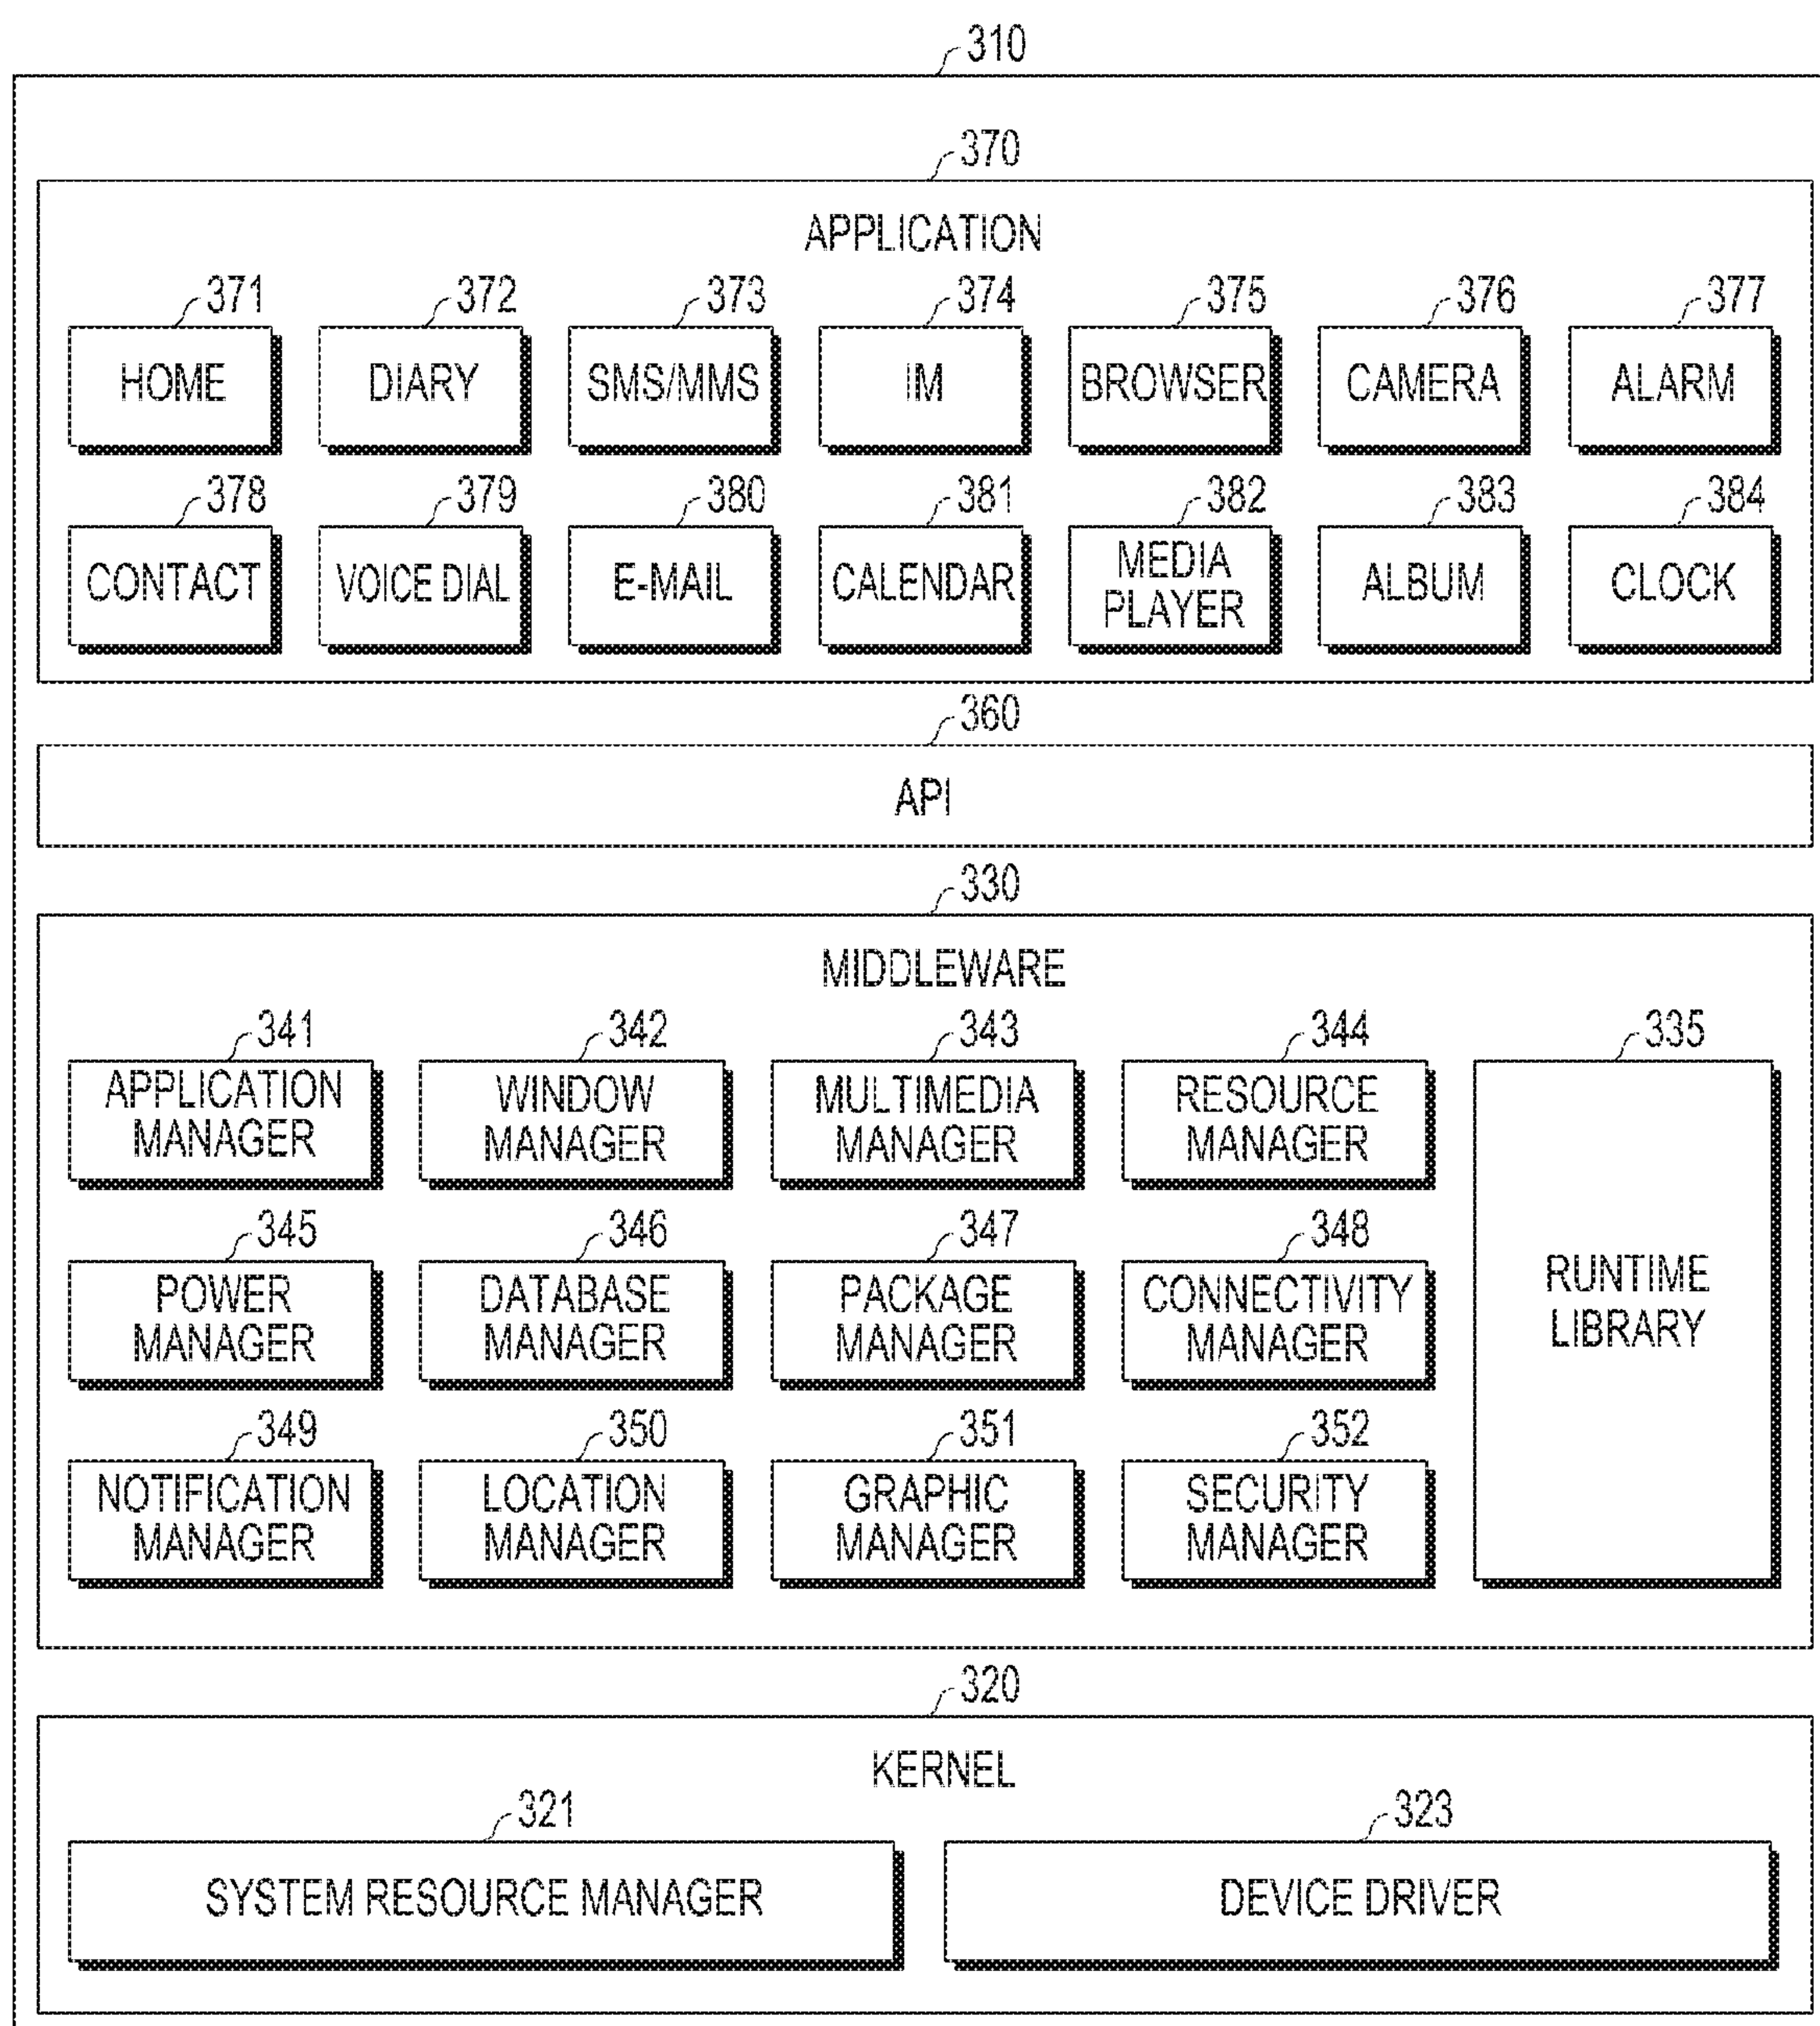 310
370
APPLICATION
371 372 373 374 375 376 377
HOME DIARY SMS/MMS IM BROWSER CAMERA ALARM
378 379 380 381 382 383 384
CONTACT VOICE DIAL E-MAIL CALENDAR MEDIA PLAYER ALBUM CLOCK
360
API
330
MIDDLEWARE
341 342 343 344 335
APPLICATION MANAGER
WINDOW MANAGER
MULTIMEDIA MANAGER
RESOURCE MANAGER
RUNTIME LIBRARY
345 346 347 348
POWER MANAGER
DATABASE MANAGER
PACKAGE MANAGER
CONNECTIVITY MANAGER
349 350 351 352
NOTIFICATION MANAGER
LOCATION MANAGER
GRAPHIC MANAGER
SECURITY MANAGER
320
KERNEL
321 323
SYSTEM RESOURCE MANAGER DEVICE DRIVER